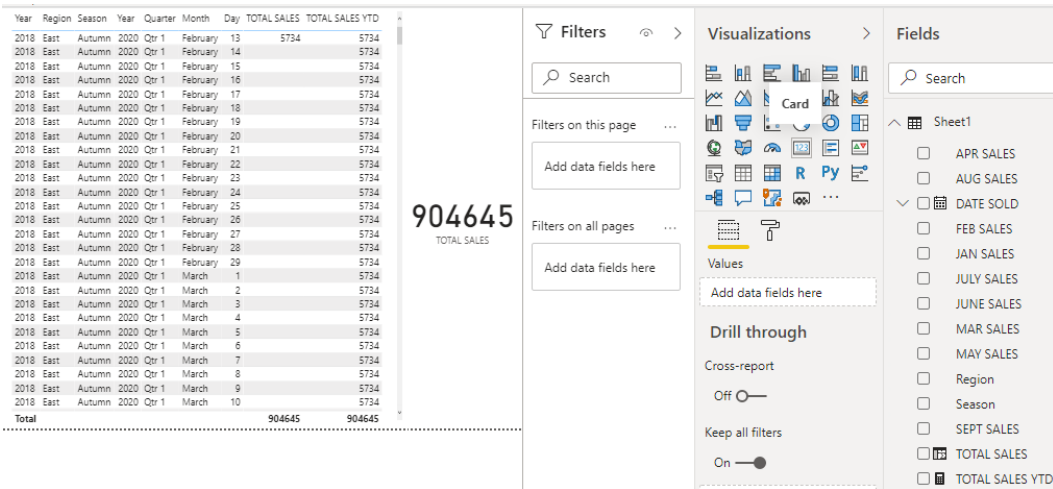 Year Region Season Year Quarter Month Day TOTAL SALES TOTAL SALES YTD
2018 East Autumn 2020 Qtr 1 February 13 5734 5734
2018 East Autumn 2020 Qtr 1 February 14 5734
2018 East Autumn 2020 Qtr 1 February 15 5734
2018 East Autumn 2020 Qtr 1 February 16 5734
2018 East Autumn 2020 Qtr 1 February 17 5734
2018 East Autumn 2020 Qtr 1 February 18 5734
2018 East Autumn 2020 Qtr 1 February 19 5734
2018 East Autumn 2020 Qtr 1 February 20 5734
2018 East Autumn 2020 Qtr 1 February 21 5734
2018 East Autumn 2020 Qtr 1 February 22 5734
2018 East Autumn 2020 Qtr 1 February 23 5734
2018 East Autumn 2020 Qtr 1 February 24 5734
2018 East Autumn 2020 Qtr 1 February 25 5734
2018 East Autumn 2020 Qtr 1 February 26 5734
2018 East Autumn 2020 Qtr 1 February 27 5734
2018 East Autumn 2020 Qtr 1 February 28 5734
2018 East Autumn 2020 Qtr 1 February 29 5734
2018 East Autumn 2020 Qtr 1 March 1 5734
2018 East Autumn 2020 Qtr 1 March 2 5734
2018 East Autumn 2020 Qtr 1 March 3 5734
2018 East Autumn 2020 Qtr 1 March 4 5734
2018 East Autumn 2020 Qtr 1 March 5 5734
2018 East Autumn 2020 Qtr 1 March 6 5734
2018 East Autumn 2020 Qtr 1 March 7 5734
2018 East Autumn 2020 Qtr 1 March 8 5734
2018 East Autumn 2020 Qtr 1 March 9 5734
2018 East Autumn 2020 Qtr 1 March 10 5734
Total 904645 904645
904645
TOTAL SALES
Filters
Search
Filters on this page ...
Add data fields here
Filters on all pages ...
Add data fields here
Visualizations
Card
123
R Py
...
Values
Add data fields here
Drill through
Cross-report
Off
Keep all filters
On
Fields
Search
Sheet1
APR SALES
AUG SALES
DATE SOLD
FEB SALES
JAN SALES
JULY SALES
JUNE SALES
MAR SALES
MAY SALES
Region
Season
SEPT SALES
TOTAL SALES
TOTAL SALES YTD